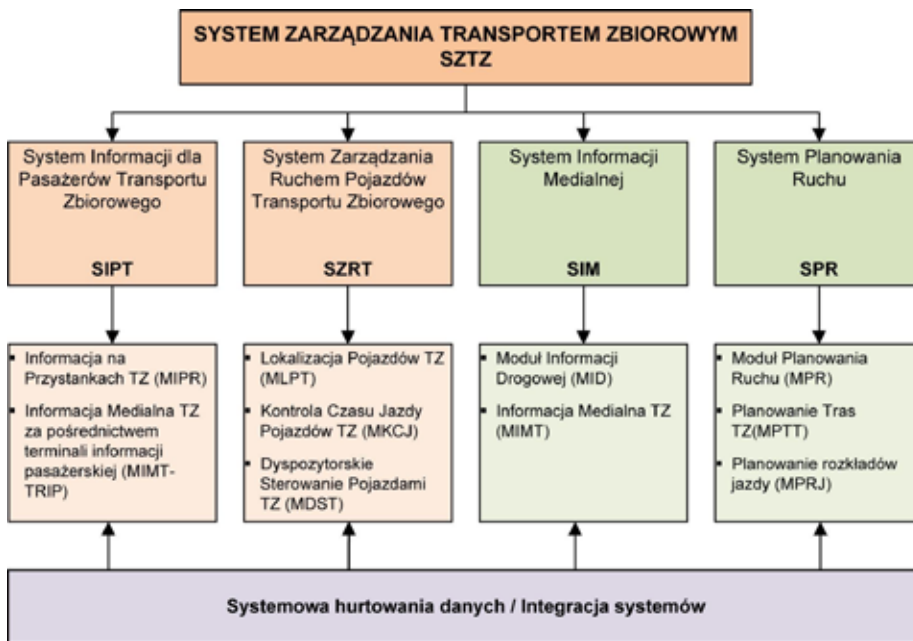 SYSTEM ZARZĄDZANIA TRANSPORTEM ZBIOROWYM
SZTZ
System Informacji dla
Pasażerów Transportu
Zbiorowego
SIPT
System Zarządzania
Ruchem Pojazdów
Transportu Zbiorowego
SZRT
System Informacji
Medialnej
SIM
System Planowania
Ruchu
SPR
Informacja na
Przystankach TZ (MIPR)
Informacja Medialna TZ
za pośrednictwem
terminali informacji
pasażerskiej (MIMT-
TRIP)
Lokalizacja Pojazdów TZ
(MLPT)
Kontrola Czasu Jazdy
Pojazdów TZ (MKCJ)
Dyspozytorskie
Sterowanie Pojazdami
TZ (MDST)
Moduł Informacji
Drogowej (MID)
Informacja Medialna TZ
(MIMT)
Moduł Planowania
Ruchu (MPR)
Planowanie Tras
TZ(MPTT)
Planowanie rozkładów
jazdy (MPRJ)
Systemowa hurtowania danych / Integracja systemów